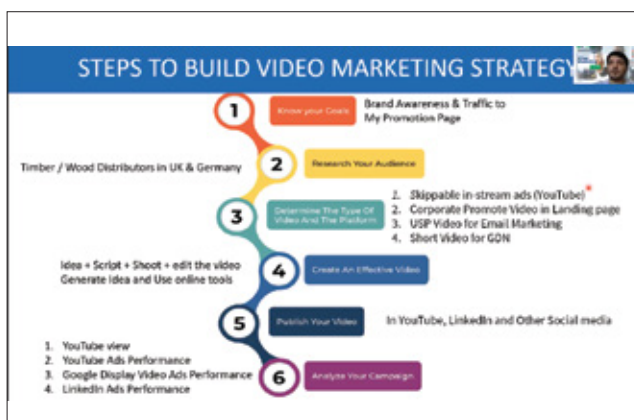 STEPS TO BUILD VIDEO MARKETING STRATEGY
1
Know your Goals
Brand Awareness & Traffic to
My Promotion Page
Timber / Wood Distributors in UK & Germany
2
Research Your Audience
3
Determine The Type Of
Video And The Platform
1. Skippable in-stream ads (YouTube)
2. Corporate Promote Video in Landing page
3. USP Video for Email Marketing
4. Short Video for GDN
Idea + Script + Shoot + edit the video
Generate Idea and Use online tools
4
Create An Effective Video
5
Publish Your Video
In YouTube, LinkedIn and Other Social media
1. YouTube view
2. YouTube Ads Performance
3. Google Display Video Ads Performance
4. LinkedIn Ads Performance
6
Analyze Your Campaign